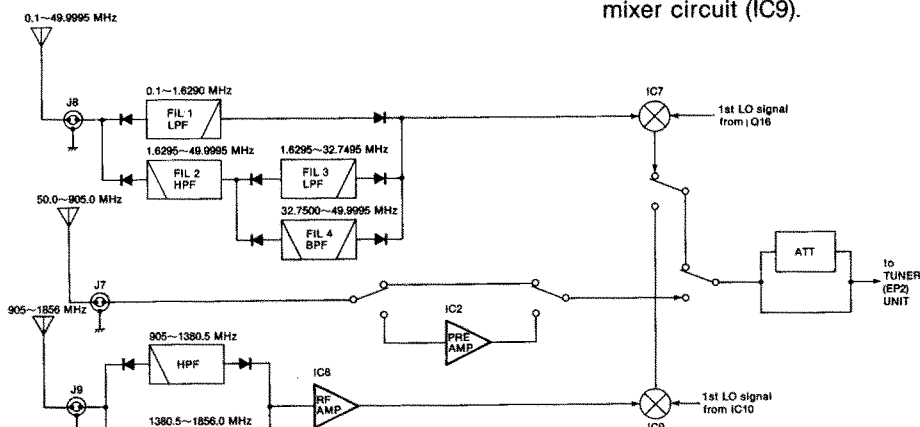 mixer circuit (IC9).
0.1~49.9995 MHz
J8
0.1~1.6290 MHz
FIL 1
LPF
IC7
1st LO signal
from Q16
1.6295~49.9995 MHz
FIL 2
HPF
1.6295~32.7495 MHz
FIL 3
LPF
32.7500~49.9995 MHz
FIL 4
BPF
50.0~905.0 MHz
J7
IC2
PRE
AMP
ATT
to
TUNER
(EP2)
UNIT
905~1856 MHz
J9
905~1380.5 MHz
HPF
IC8
RF
AMP
1380.5~1856.0 MHz
1st LO signal
from IC10
IC9